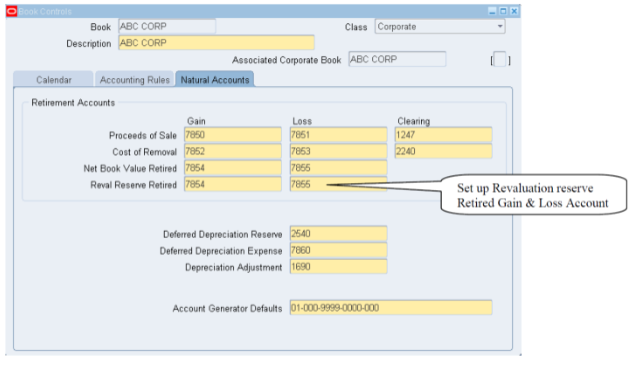 Book Controls
Book ABC CORP Class Corporate
Description ABC CORP
Associated Corporate Book ABC CORP [ ]
Calendar Accounting Rules Natural Accounts
Retirement Accounts
Gain Loss Clearing
Proceeds of Sale 7850 7851 1247
Cost of Removal 7852 7853 2240
Net Book Value Retired 7854 7855
Reval Reserve Retired 7854 7855
Set up Revaluation reserve
Retired Gain & Loss Account
Deferred Depreciation Reserve 2540
Deferred Depreciation Expense 7860
Depreciation Adjustment 1690
Account Generator Defaults 01-000-9999-0000-000